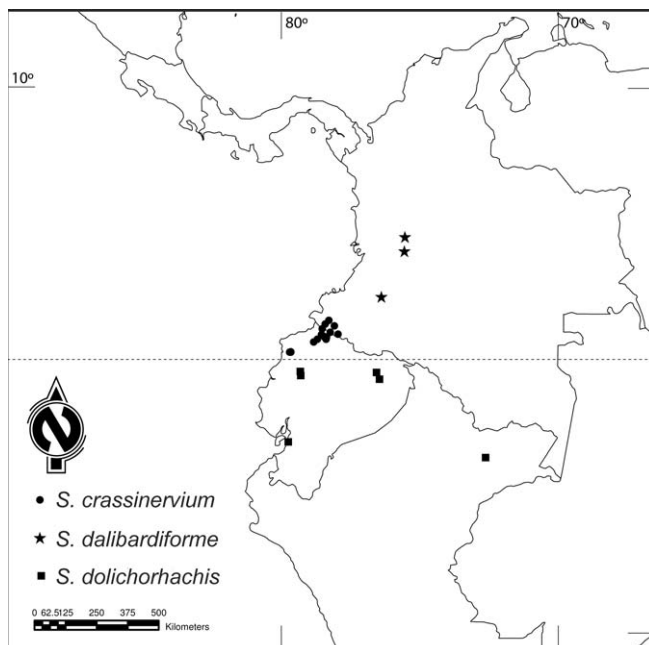 80º
70º
10º
S. crassinervium
S. dalibardiforme
S. dolichorhachis
0 62.5125 250 375 500
Kilometers